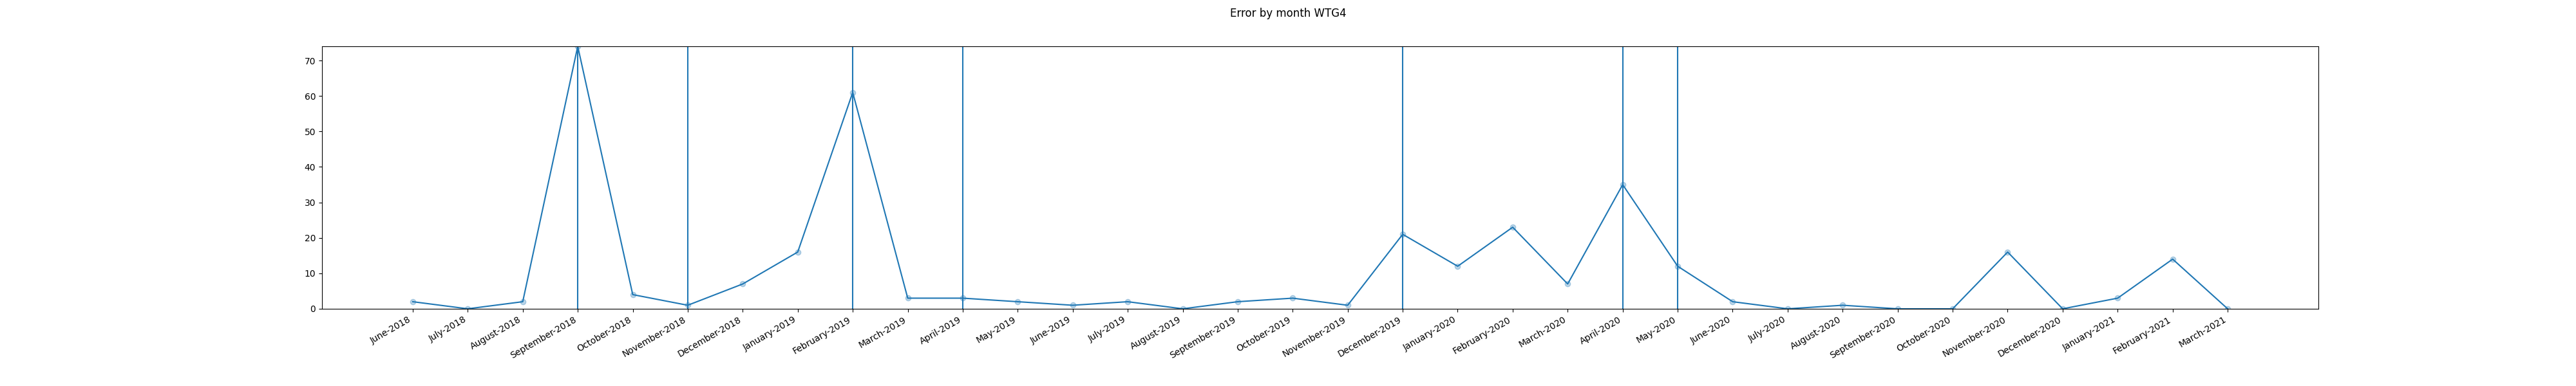 Error by month WTG4
70
60
50
40
30
20
10
0
June-2018
July-2018
August-2018
September-2018
October-2018
November-2018
December-2018
January-2019
February-2019
March-2019
April-2019
May-2019
June-2019
July-2019
August-2019
September-2019
October-2019
November-2019
December-2019
January-2020
February-2020
March-2020
April-2020
May-2020
June-2020
July-2020
August-2020
September-2020
October-2020
November-2020
December-2020
January-2021
February-2021
March-2021